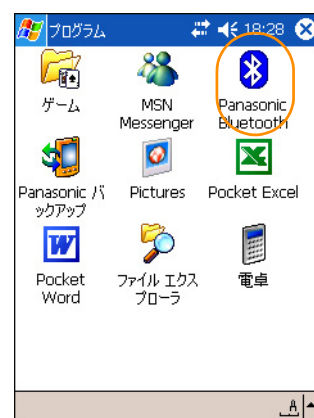 プログラム 18:28
ゲーム
MSN
Messenger
Panasonic
Bluetooth
Panasonic バ
ックアップ
Pictures
Pocket Excel
Pocket
Word
ファイル エクス
プローラ
電卓
A